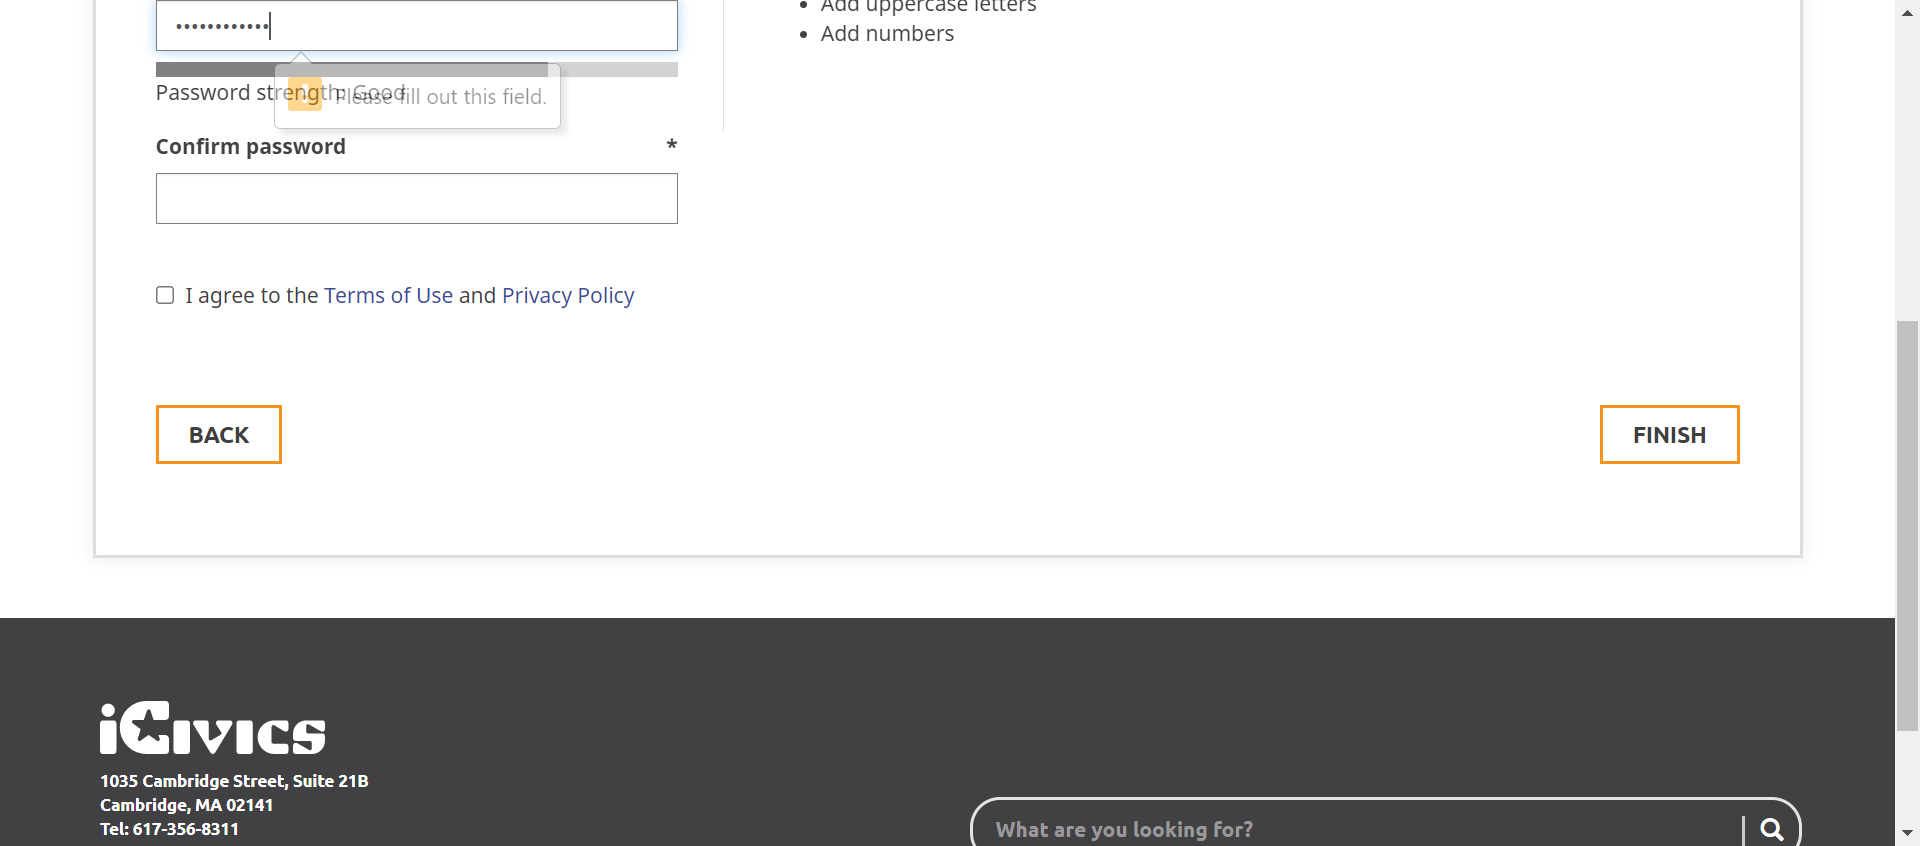 Add uppercase letters
Add numbers
••••••••••••
Password strength: Good
Please fill out this field.
Confirm password *
I agree to the Terms of Use and Privacy Policy
BACK
FINISH
iCivics
1035 Cambridge Street, Suite 21B
Cambridge, MA 02141
Tel: 617-356-8311
What are you looking for?